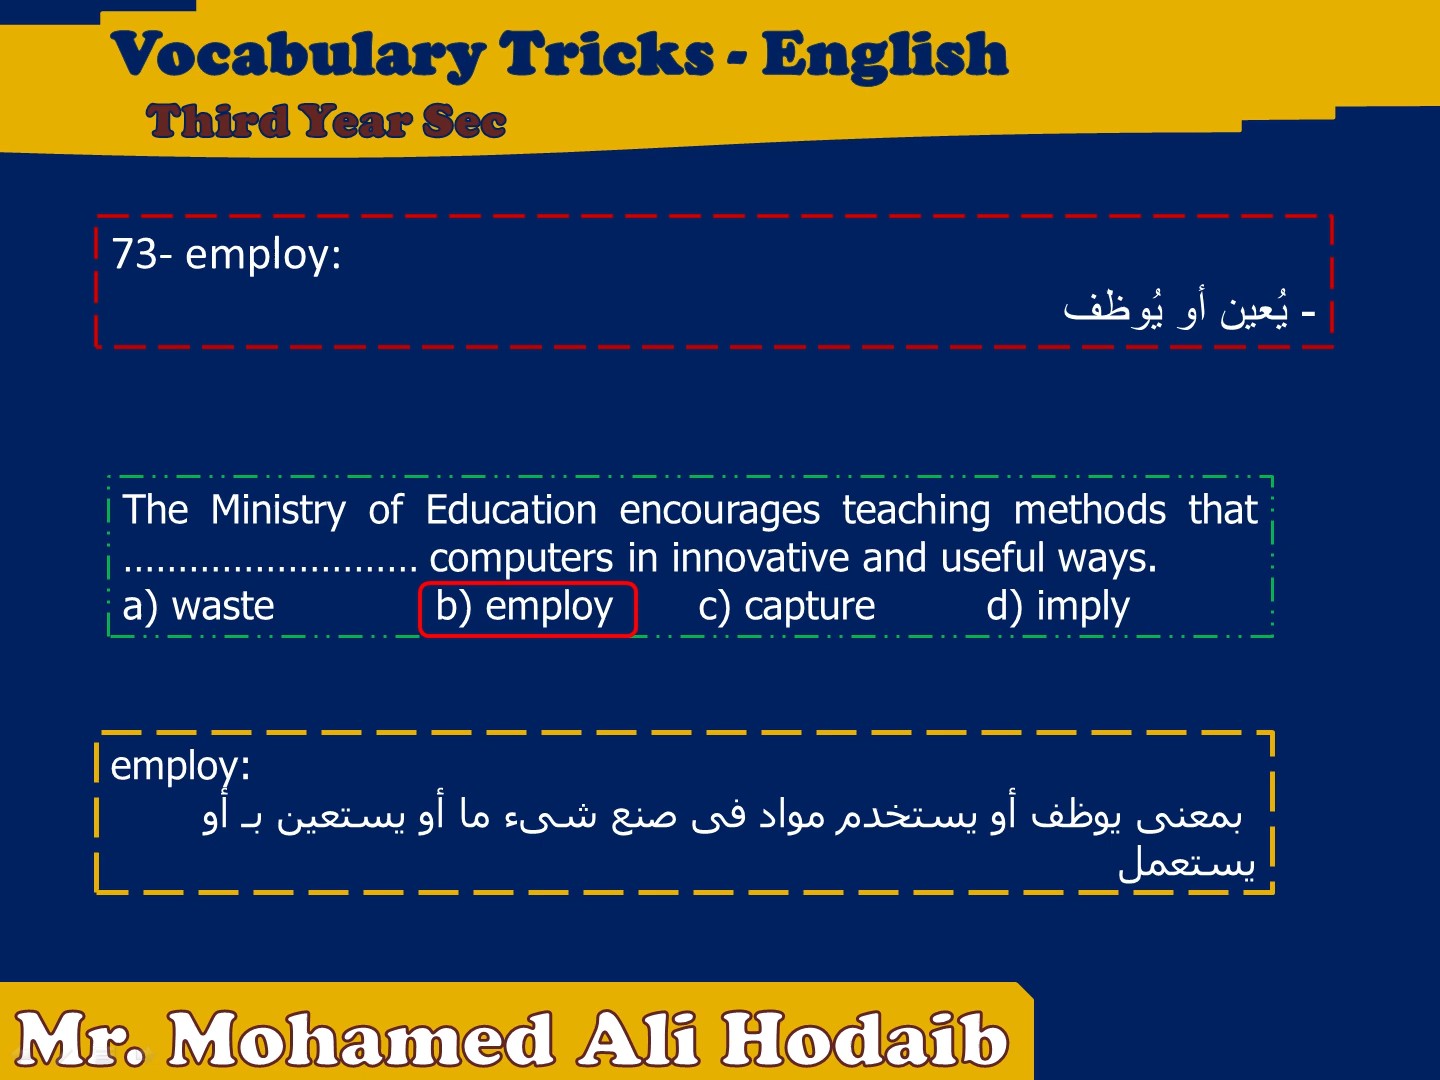 Vocabulary Tricks - English
Third Year Sec
73- employ:
- يُعين أو يُوظف
The Ministry of Education encourages teaching methods that
……………………… computers in innovative and useful ways.
a) waste b) employ c) capture d) imply
employ:
بمعنى يوظف أو يستخدم مواد فى صنع شىء ما أو يستعين بـ أو
يستعمل
Mr. Mohamed Ali Hodaib